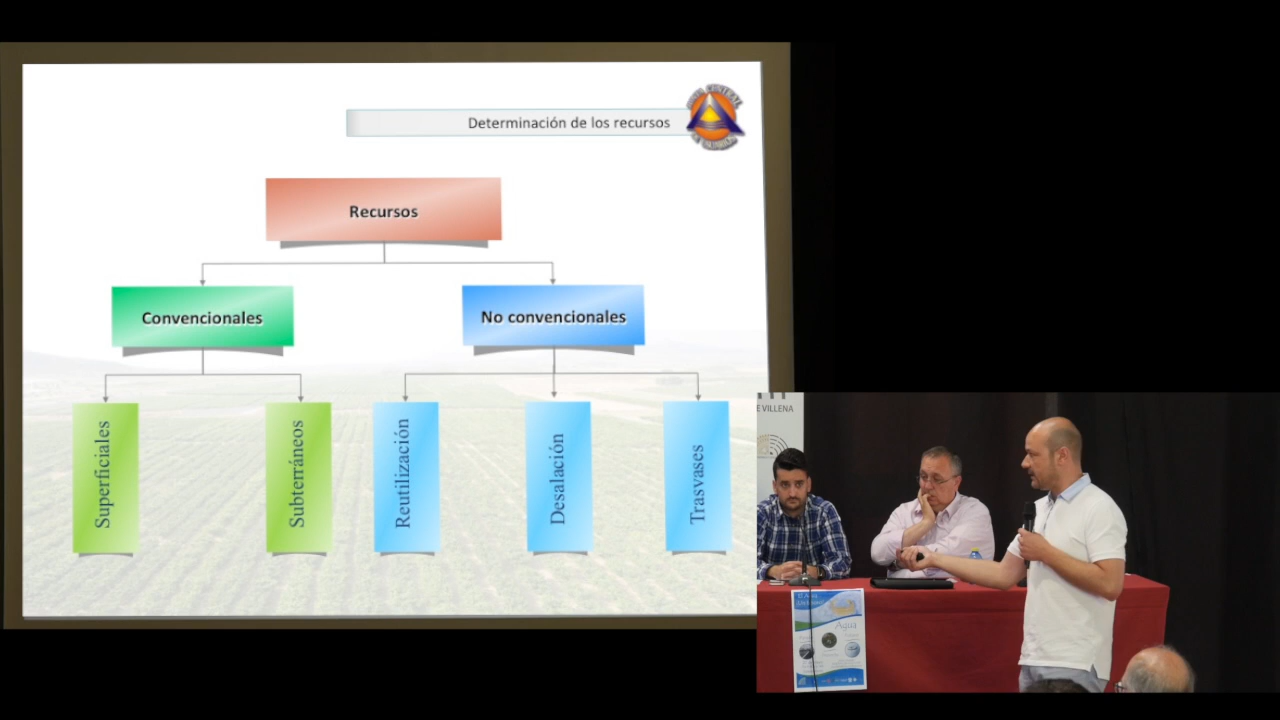 Determinación de los recursos
Recursos
Convencionales
No convencionales
Superficiales
Subterráneos
Reutilización
Desalación
Trasvases
E VILLENA
Agua